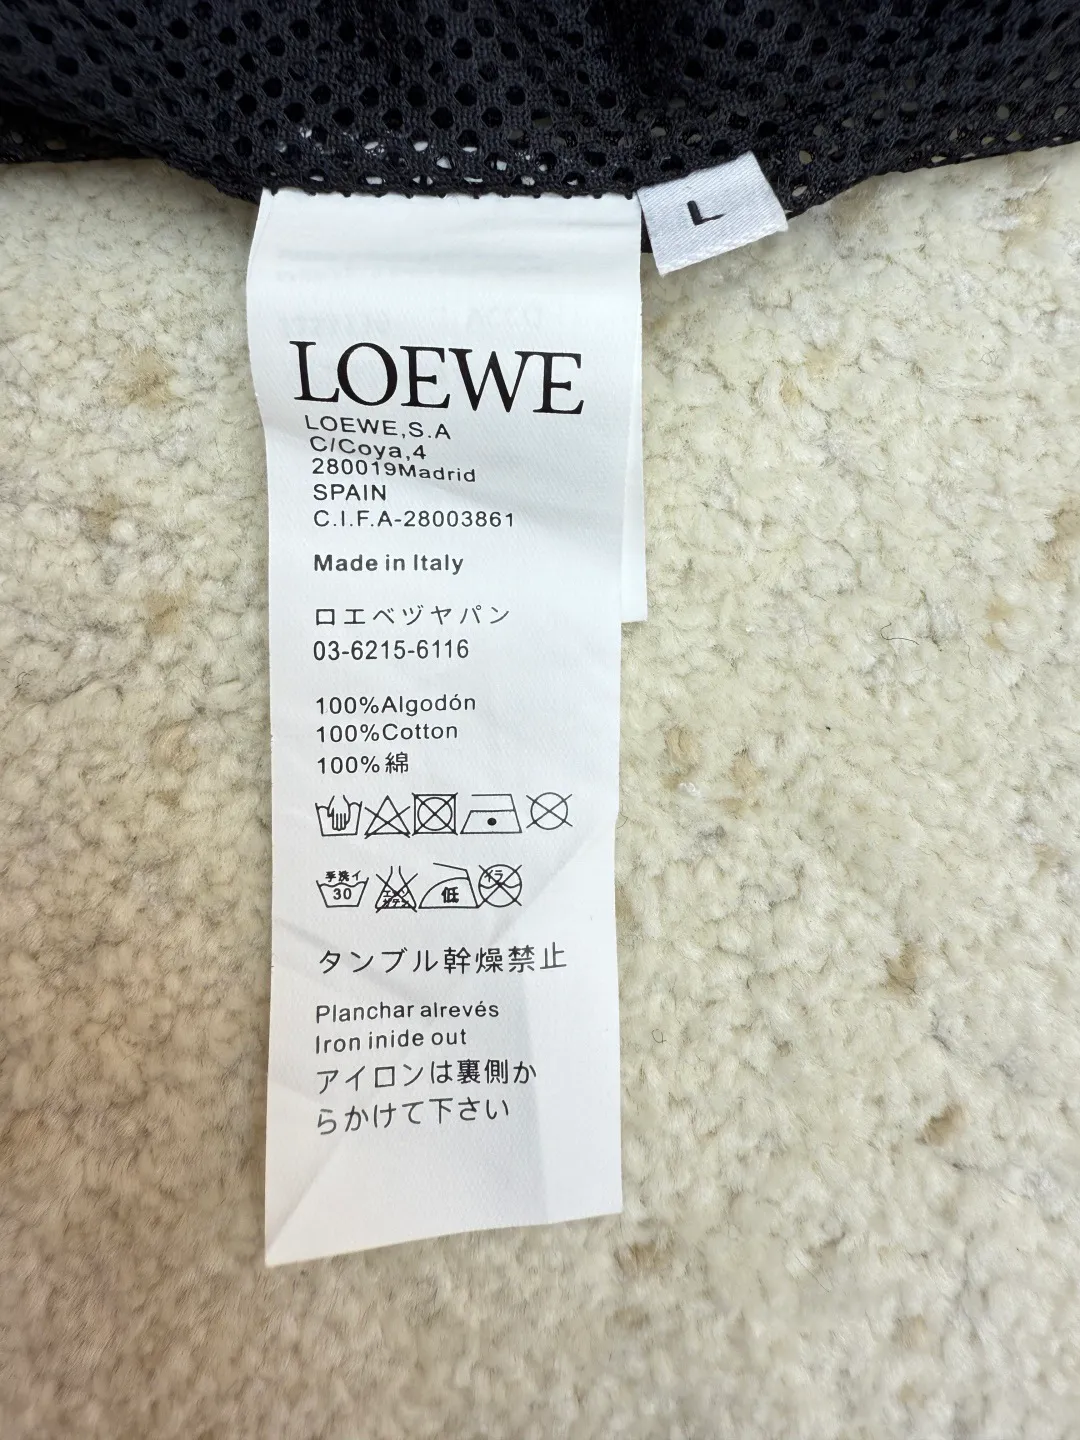 L
LOEWE
LOEWE,S.A
C/Coya,4
280019Madrid
SPAIN
C.I.F.A-28003861
Made in Italy
ロエベヅヤパン
03-6215-6116
100%Algodón
100%Cotton
100%綿
手洗イ
30
低
タンブル幹燥禁止
Planchar alrevés
Iron inide out
アイロンは裏側か
らかけて下さい